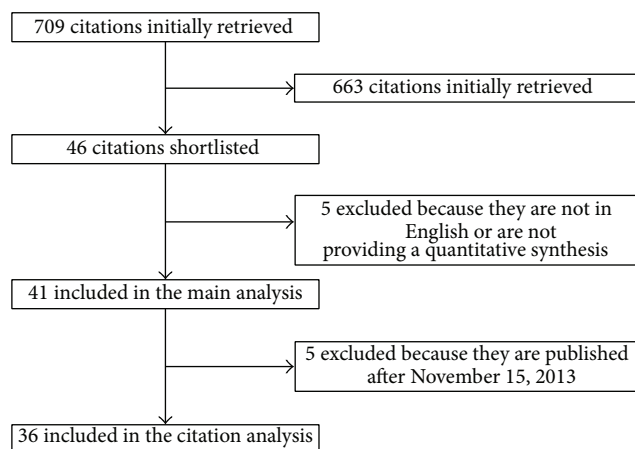 709 citations initially retrieved
663 citations initially retrieved
46 citations shortlisted
5 excluded because they are not in
English or are not
providing a quantitative synthesis
41 included in the main analysis
5 excluded because they are published
after November 15, 2013
36 included in the citation analysis